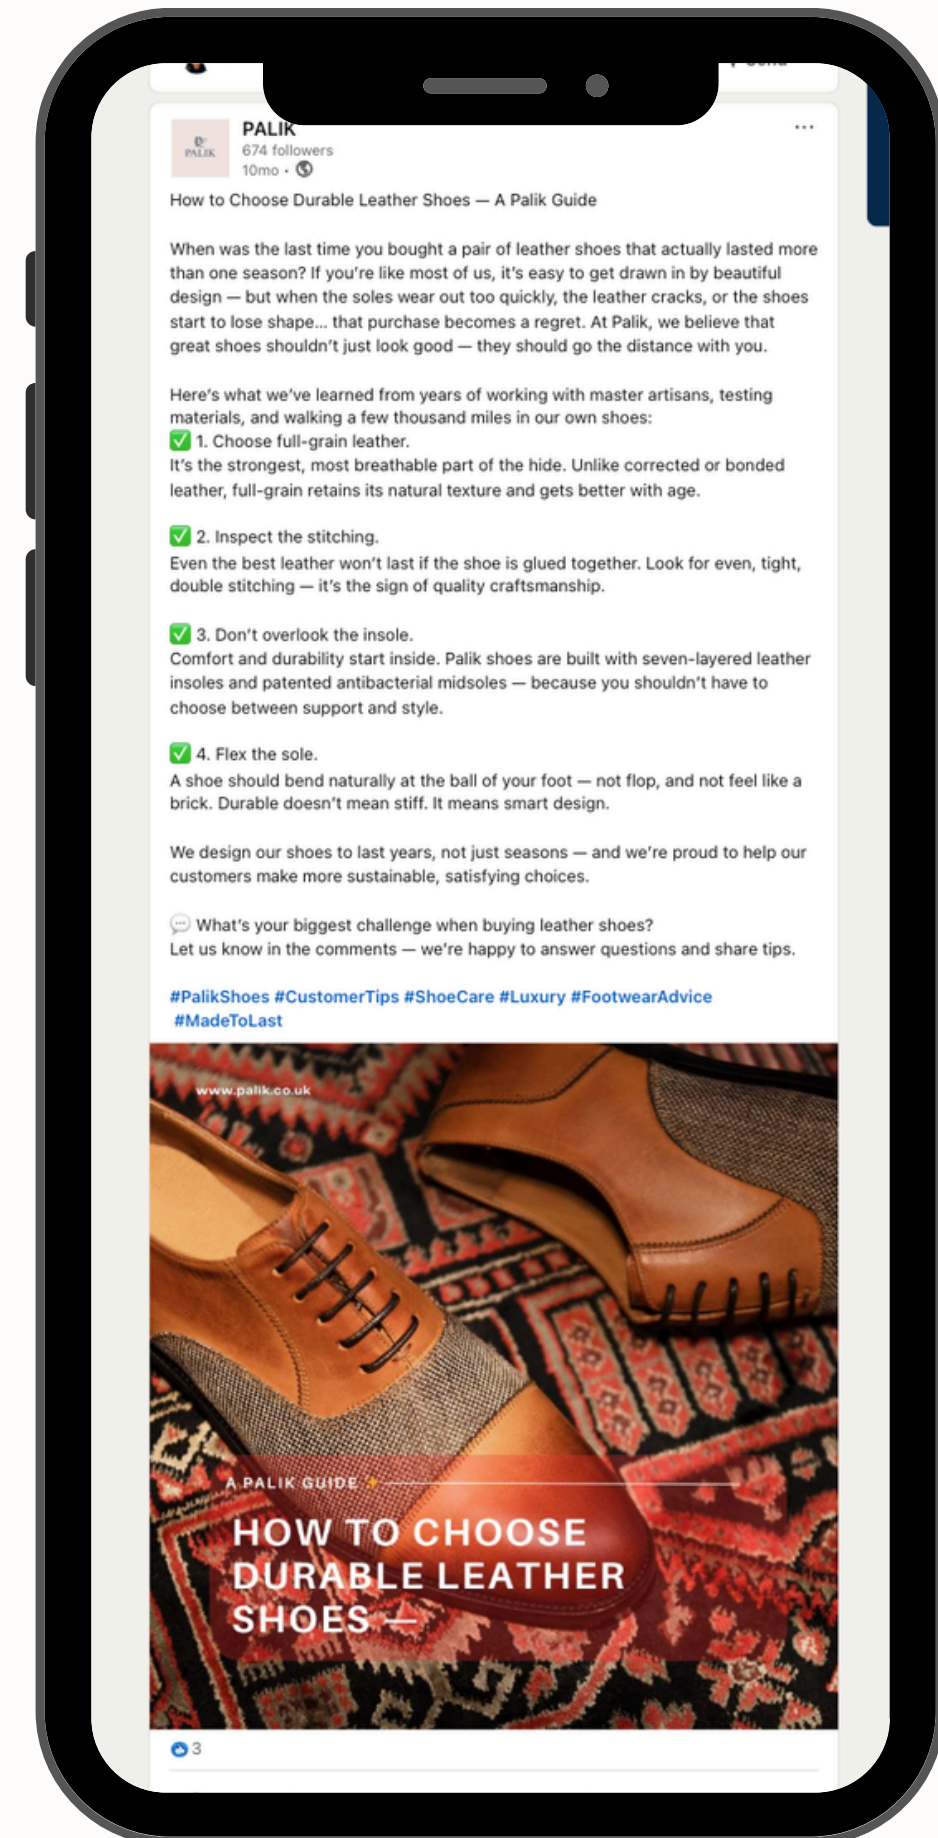 PALIK
PALIK
674 followers
10mo •
How to Choose Durable Leather Shoes — A Palik Guide
When was the last time you bought a pair of leather shoes that actually lasted more
than one season? If you're like most of us, it's easy to get drawn in by beautiful
design — but when the soles wear out too quickly, the leather cracks, or the shoes
start to lose shape... that purchase becomes a regret. At Palik, we believe that
great shoes shouldn't just look good — they should go the distance with you.
Here's what we've learned from years of working with master artisans, testing
materials, and walking a few thousand miles in our own shoes:
✅ 1. Choose full-grain leather.
It's the strongest, most breathable part of the hide. Unlike corrected or bonded
leather, full-grain retains its natural texture and gets better with age.
✅ 2. Inspect the stitching.
Even the best leather won't last if the shoe is glued together. Look for even, tight,
double stitching — it's the sign of quality craftsmanship.
✅ 3. Don't overlook the insole.
Comfort and durability start inside. Palik shoes are built with seven-layered leather
insoles and patented antibacterial midsoles — because you shouldn't have to
choose between support and style.
✅ 4. Flex the sole.
A shoe should bend naturally at the ball of your foot — not flop, and not feel like a
brick. Durable doesn't mean stiff. It means smart design.
We design our shoes to last years, not just seasons — and we're proud to help our
customers make more sustainable, satisfying choices.
💬 What's your biggest challenge when buying leather shoes?
Let us know in the comments — we're happy to answer questions and share tips.
#PalikShoes #CustomerTips #ShoeCare #Luxury #FootwearAdvice
#MadeToLast
www.palik.co.uk
A PALIK GUIDE ✨
HOW TO CHOOSE
DURABLE LEATHER
SHOES —
3